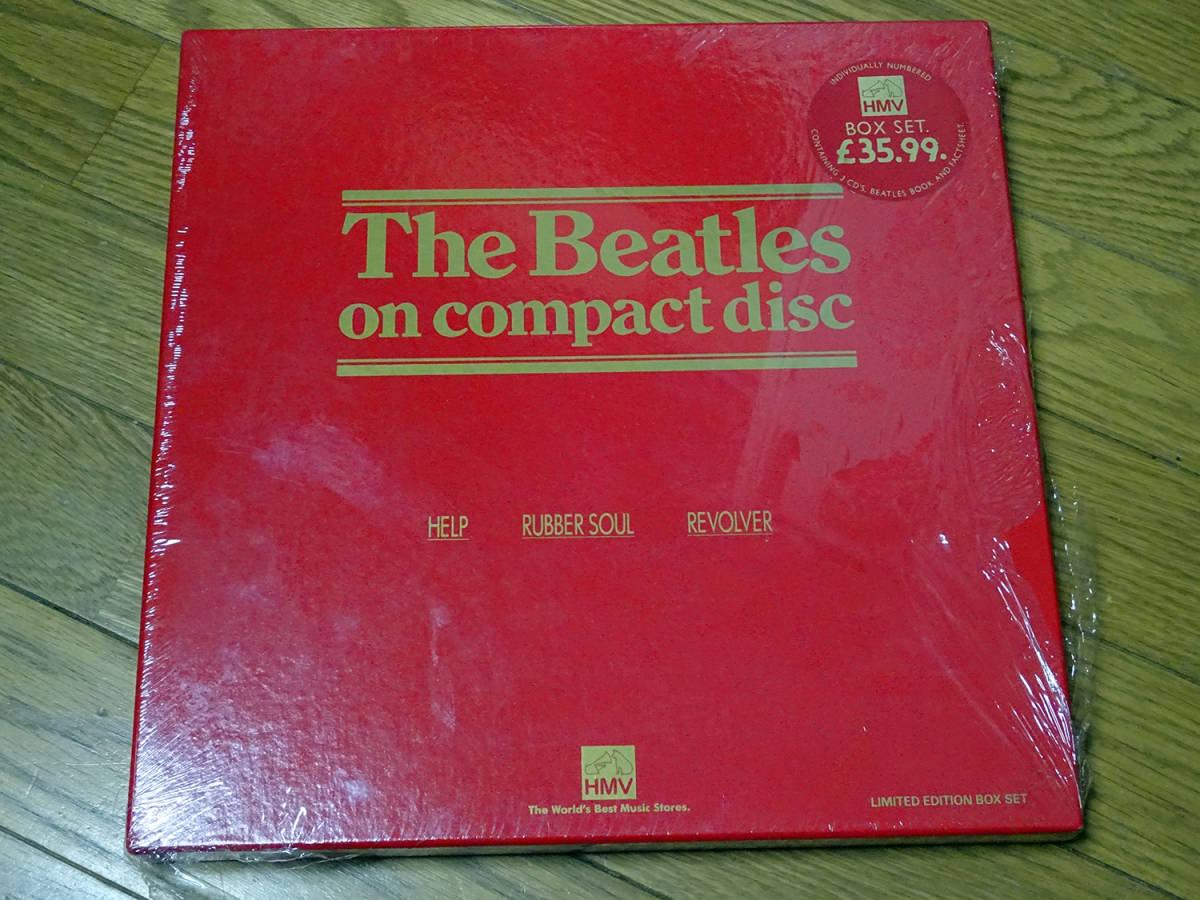 INDIVIDUALLY NUMBERED
HMV
BOX SET.
£35.99.
CONTAINING 3 CD'S, BEATLES BOOK AND FACTSHEET.
The Beatles
on compact disc
HELP RUBBER SOUL REVOLVER
HMV
The World's Best Music Stores.
LIMITED EDITION BOX SET